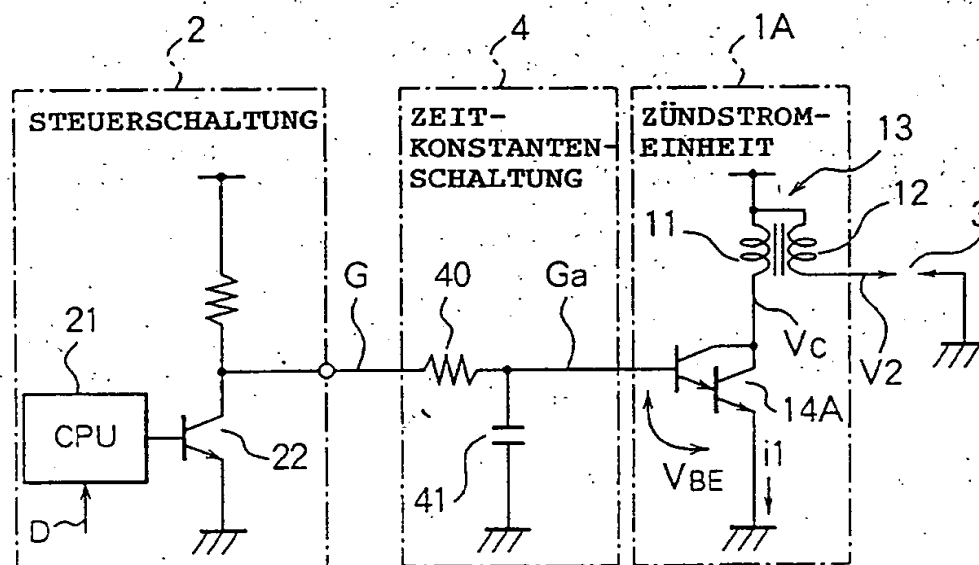 2
4
1A
STEUERSCHALTUNG
ZEIT-
KONSTANTEN-
SCHALTUNG
ZÜNDSTROM-
EINHEIT
13
11
12
3
G
40
Ga
VC
V2
21
CPU
22
D
41
VBE
14A
i1